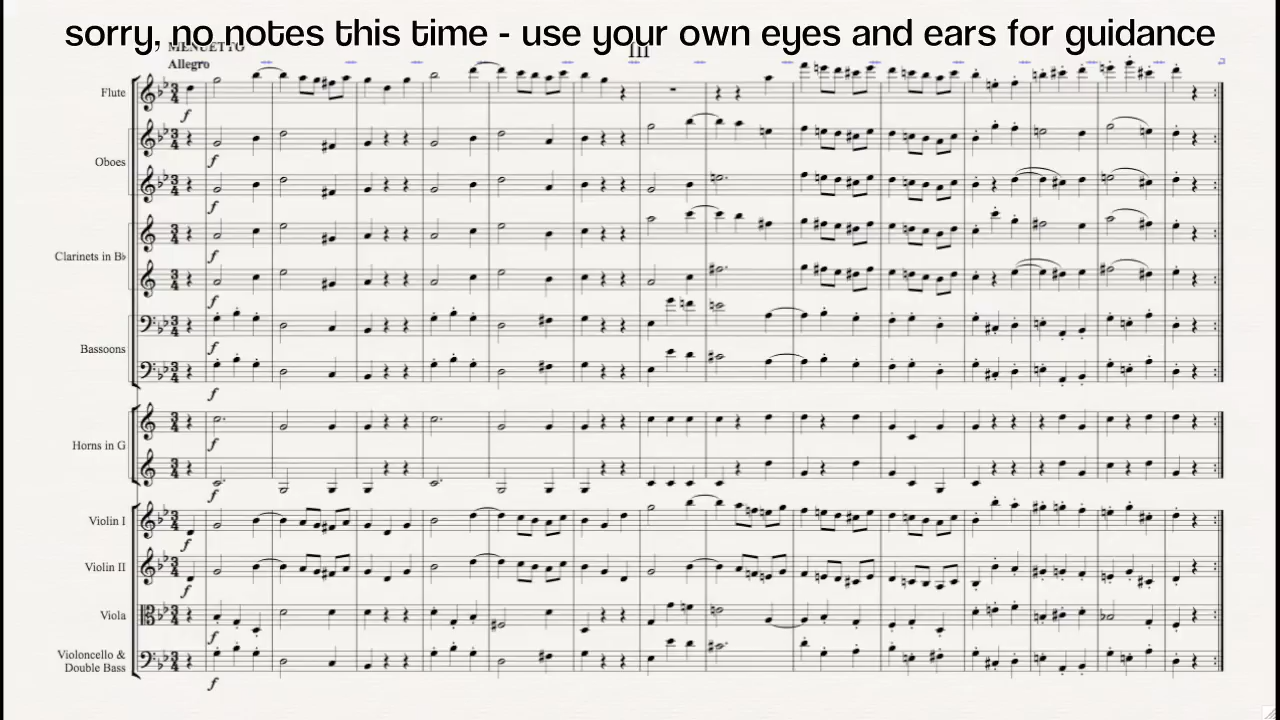 sorry, no notes this time - use your own eyes and ears for guidance
MENUETTO
III
Allegro
Flute
f
Oboes
f
f
Clarinets in B♭
f
f
Bassoons
f
f
Horns in G
f
f
Violin I
f
Violin II
f
Viola
f
Violoncello &
Double Bass
f